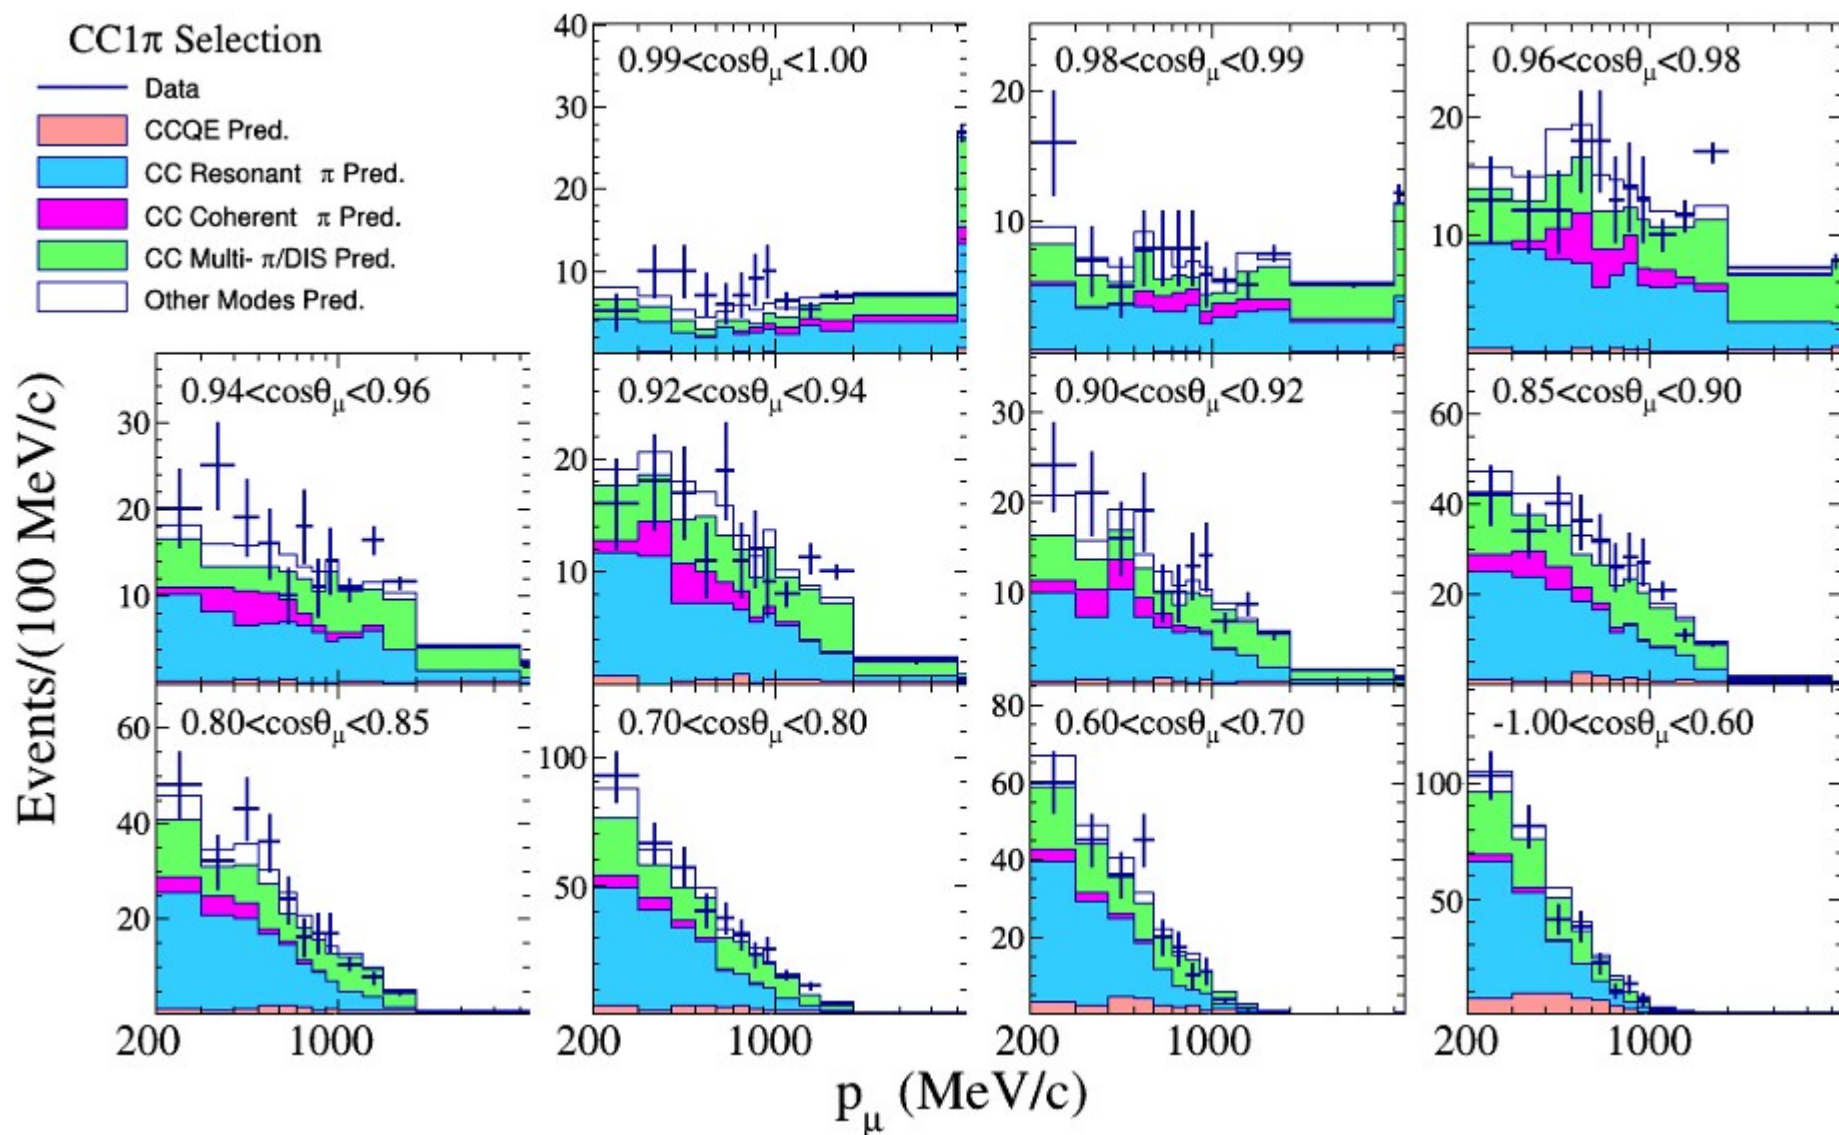 CC1π Selection
Data
CCQE Pred.
CC Resonant π Pred.
CC Coherent π Pred.
CC Multi- π/DIS Pred.
Other Modes Pred.
Events/(100 MeV/c)
0.99<cosθμ<1.00
40
30
20
10
0.98<cosθμ<0.99
20
10
0.96<cosθμ<0.98
20
10
0.94<cosθμ<0.96
30
20
10
0.92<cosθμ<0.94
20
10
0.90<cosθμ<0.92
30
20
10
0.85<cosθμ<0.90
60
40
20
0.80<cosθμ<0.85
60
40
20
200 1000
0.70<cosθμ<0.80
100
50
200 1000
0.60<cosθμ<0.70
80
60
40
20
200 1000
-1.00<cosθμ<0.60
100
50
200 1000
pμ (MeV/c)